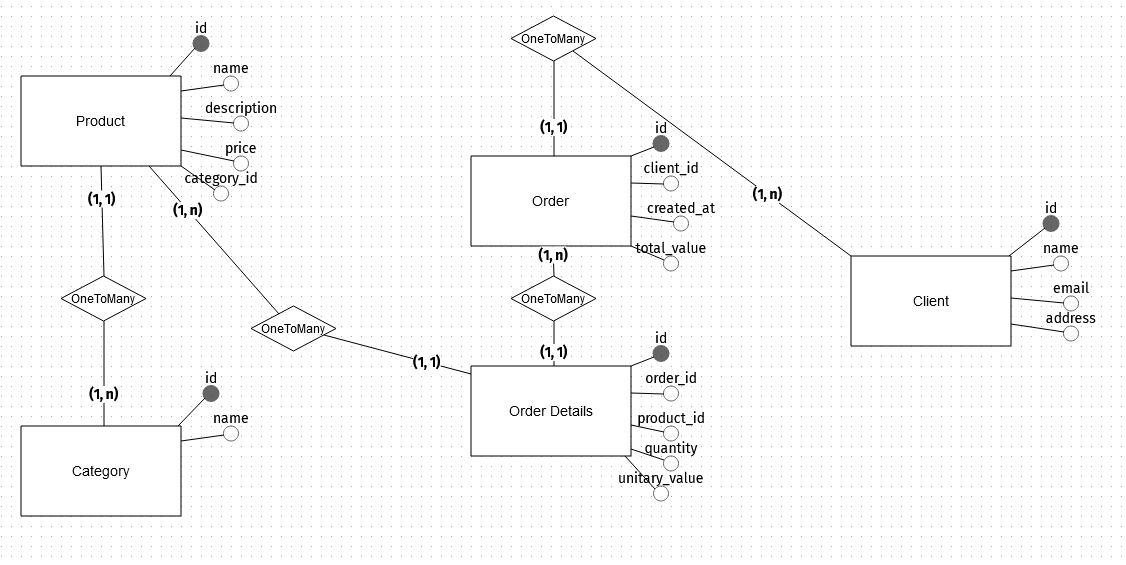 id
name
description
price
category_id
Product
(1, 1)
(1, n)
OneToMany
OneToMany
(1, 1)
(1, n)
id
name
Category
OneToMany
(1, 1)
(1, n)
id
client_id
created_at
total_value
Order
(1, n)
OneToMany
(1, 1)
id
order_id
product_id
quantity
unitary_value
Order Details
id
name
email
address
Client